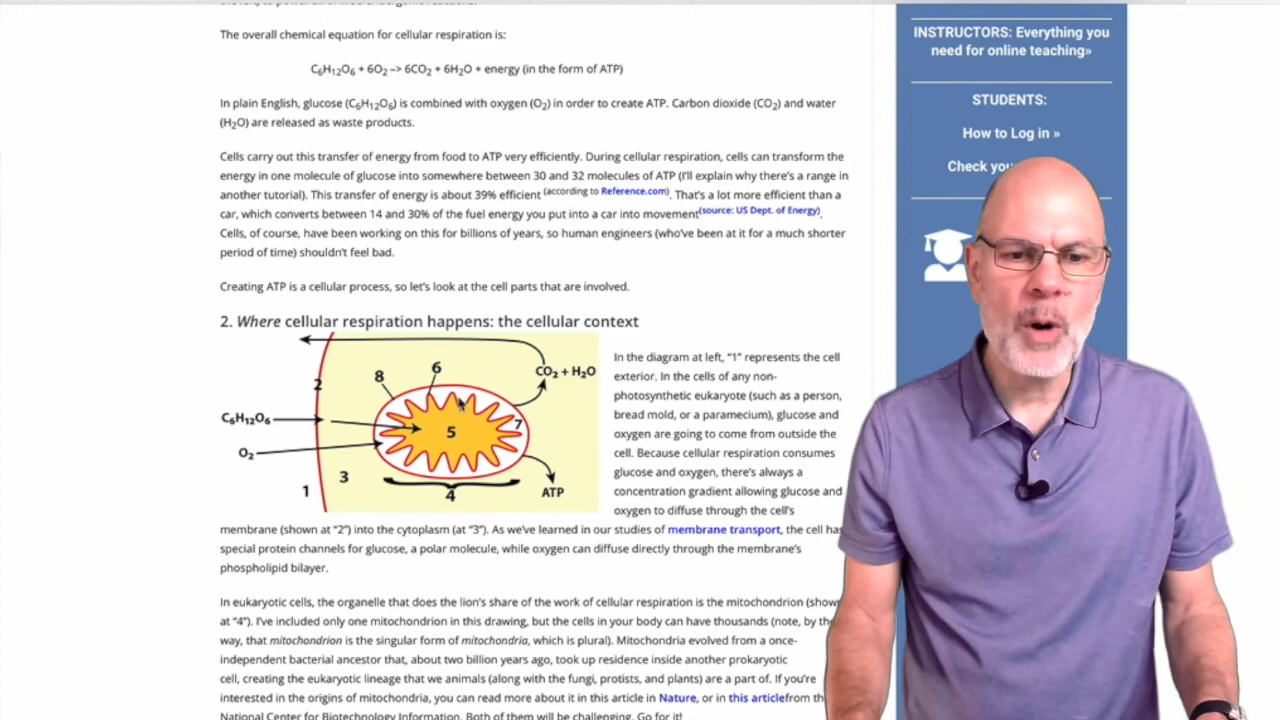 The overall chemical equation for cellular respiration is:
C₆H₁₂O₆ + 6O₂ –> 6CO₂ + 6H₂O + energy (in the form of ATP)
In plain English, glucose (C₆H₁₂O₆) is combined with oxygen (O₂) in order to create ATP. Carbon dioxide (CO₂) and water
(H₂O) are released as waste products.
Cells carry out this transfer of energy from food to ATP very efficiently. During cellular respiration, cells can transform the
energy in one molecule of glucose into somewhere between 30 and 32 molecules of ATP (I'll explain why there's a range in
another tutorial). This transfer of energy is about 39% efficient (according to Reference.com). That's a lot more efficient than a
car, which converts between 14 and 30% of the fuel energy you put into a car into movement(source: US Dept. of Energy).
Cells, of course, have been working on this for billions of years, so human engineers (who've been at it for a much shorter
period of time) shouldn't feel bad.
Creating ATP is a cellular process, so let's look at the cell parts that are involved.
2. Where cellular respiration happens: the cellular context
2
8
6
CO₂ + H₂O
C₆H₁₂O₆
O₂
5
7
3
1
4
ATP
In the diagram at left, "1" represents the cell
exterior. In the cells of any non-
photosynthetic eukaryote (such as a person,
bread mold, or a paramecium), glucose and
oxygen are going to come from outside the
cell. Because cellular respiration consumes
glucose and oxygen, there's always a
concentration gradient allowing glucose and
oxygen to diffuse through the cell's
membrane (shown at "2") into the cytoplasm (at "3"). As we've learned in our studies of membrane transport, the cell has
special protein channels for glucose, a polar molecule, while oxygen can diffuse directly through the membrane's
phospholipid bilayer.
In eukaryotic cells, the organelle that does the lion's share of the work of cellular respiration is the mitochondrion (shown
at "4"). I've included only one mitochondrion in this drawing, but the cells in your body can have thousands (note, by the
way, that mitochondrion is the singular form of mitochondria, which is plural). Mitochondria evolved from a once-
independent bacterial ancestor that, about two billion years ago, took up residence inside another prokaryotic
cell, creating the eukaryotic lineage that we animals (along with the fungi, protists, and plants) are a part of. If you're
interested in the origins of mitochondria, you can read more about it in this article in Nature, or in this articlefrom th
National Center for Biotechnology Information. Both of them will be challenging. Go for it!
INSTRUCTORS: Everything you
need for online teaching»
STUDENTS:
How to Log in »
Check you